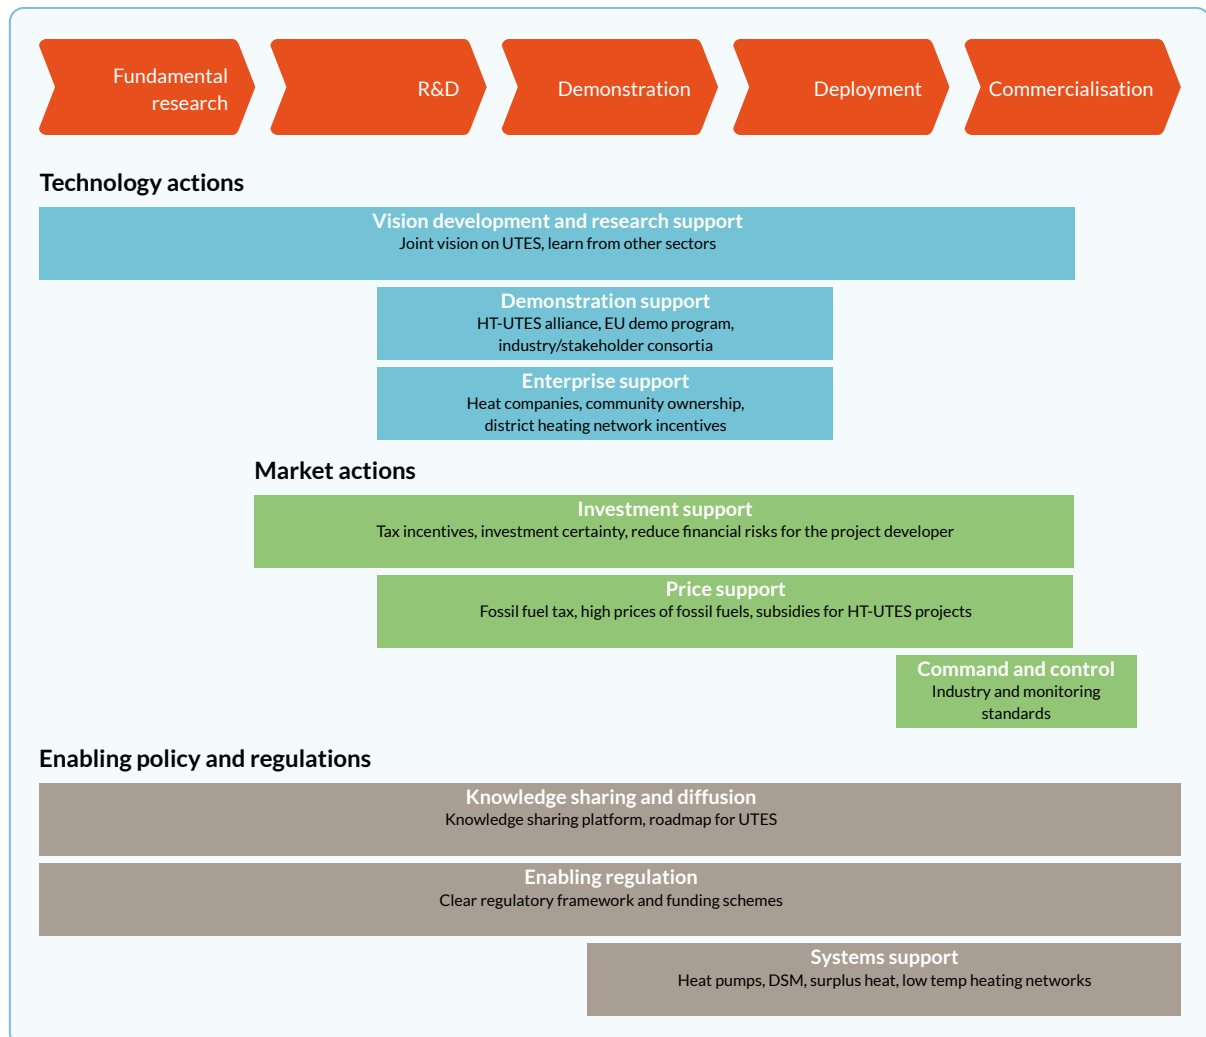 Fundamental
research
R&D
Demonstration
Deployment
Commercialisation
Technology actions
Vision development and research support
Joint vision on UTES, learn from other sectors
Demonstration support
HT-UTES alliance, EU demo program,
industry/stakeholder consortia
Enterprise support
Heat companies, community ownership,
district heating network incentives
Market actions
Investment support
Tax incentives, investment certainty, reduce financial risks for the project developer
Price support
Fossil fuel tax, high prices of fossil fuels, subsidies for HT-UTES projects
Command and control
Industry and monitoring
standards
Enabling policy and regulations
Knowledge sharing and diffusion
Knowledge sharing platform, roadmap for UTES
Enabling regulation
Clear regulatory framework and funding schemes
Systems support
Heat pumps, DSM, surplus heat, low temp heating networks